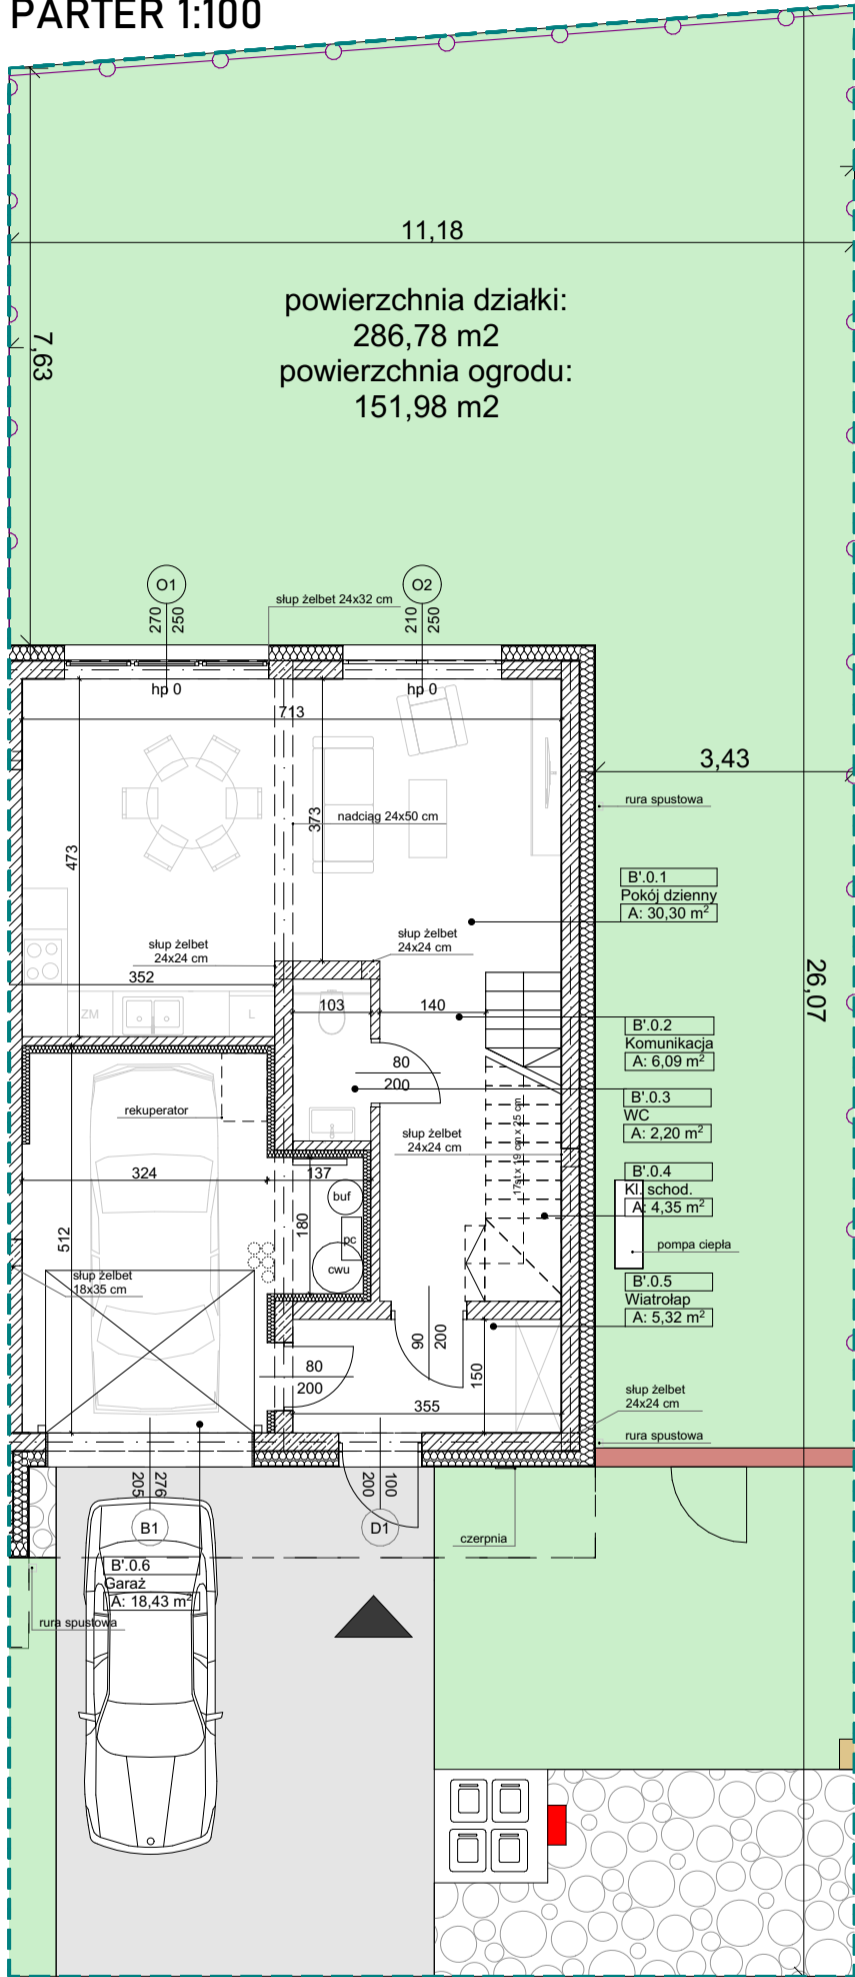 PARTER 1:100
11,18
powierzchnia działki:
286,78 m2
powierzchnia ogrodu:
151,98 m2
7,63
O1
270
250
słup żelbet 24x32 cm
O2
210
250
hp 0
hp 0
713
3,43
rura spustowa
nadciąg 24x50 cm
373
473
B'.0.1
Pokój dzienny
A: 30,30 m²
słup żelbet
24x24 cm
słup żelbet
24x24 cm
352
26,07
ZM
L
103
140
B'.0.2
Komunikacja
A: 6,09 m²
80
200
B'.0.3
WC
A: 2,20 m²
rekuperator
słup żelbet
24x24 cm
17st x 19 cm x 25 cm
324
137
B'.0.4
Kl. schod.
A: 4,35 m²
buf
180
512
pc
cwu
pompa ciepła
słup żelbet
18x35 cm
B'.0.5
Wiatrołap
A: 5,32 m²
90
200
80
200
150
355
słup żelbet
24x24 cm
rura spustowa
276
205
100
200
B1
D1
czerpnia
B'.0.6
Garaż
A: 18,43 m²
rura spustowa